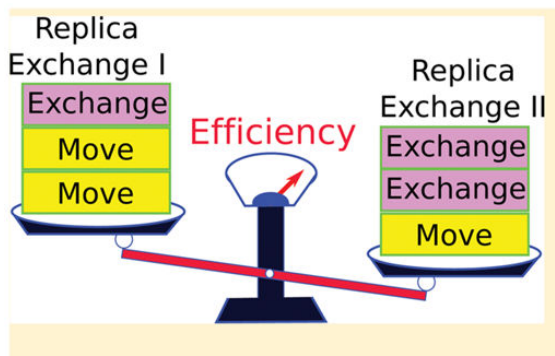 Replica
Exchange I
Exchange
Move
Move
Efficiency
Replica
Exchange II
Exchange
Exchange
Move